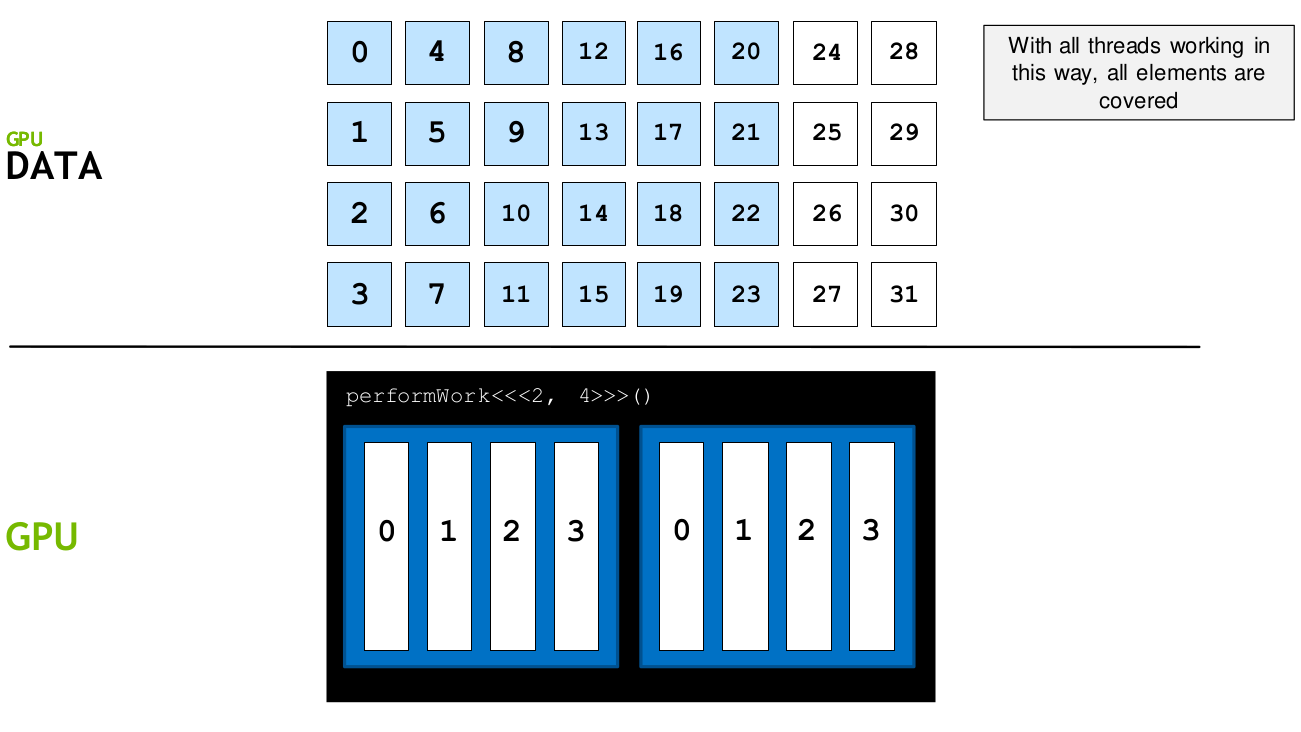 0 4 8 12 16 20 24 28
With all threads working in
this way, all elements are
covered
GPU
DATA
1 5 9 13 17 21 25 29
2 6 10 14 18 22 26 30
3 7 11 15 19 23 27 31
performWork<<<2, 4>>>()
GPU
0 1 2 3 0 1 2 3